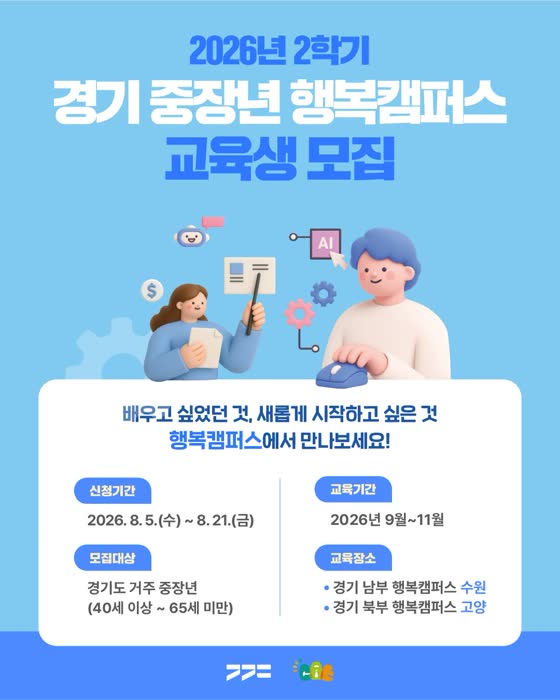 2026년 2학기
경기 중장년 행복캠퍼스
교육생 모집
AI
$
배우고 싶었던 것, 새롭게 시작하고 싶은 것
행복캠퍼스에서 만나보세요!
신청기간
2026. 8. 5.(수) ~ 8. 21.(금)
모집대상
경기도 거주 중장년
(40세 이상 ~ 65세 미만)
교육기간
2026년 9월~11월
교육장소
• 경기 남부 행복캠퍼스 수원
• 경기 북부 행복캠퍼스 고양